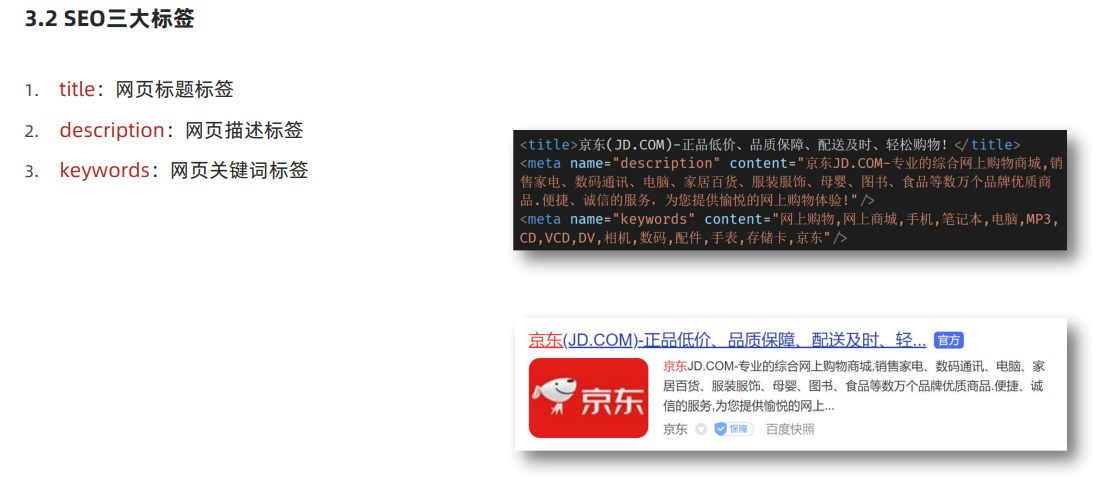 3.2 SEO三大标签
1. title：网页标题标签
2. description：网页描述标签
3. keywords：网页关键词标签
<title>京东(JD.COM)-正品低价、品质保障、配送及时、轻松购物！</title>
<meta name="description" content="京东JD.COM-专业的综合网上购物商城,销
售家电、数码通讯、电脑、家居百货、服装服饰、母婴、图书、食品等数万个品牌优质商
品.便捷、诚信的服务，为您提供愉悦的网上购物体验!"/>
<meta name="keywords" content="网上购物,网上商城,手机,笔记本,电脑,MP3,
CD,VCD,DV,相机,数码,配件,手表,存储卡,京东"/>
京东(JD.COM)-正品低价、品质保障、配送及时、轻... 官方
京东
京东JD.COM-专业的综合网上购物商城,销售家电、数码通讯、电脑、家
居百货、服装服饰、母婴、图书、食品等数万个品牌优质商品.便捷、诚
信的服务,为您提供愉悦的网上...
京东 保障 百度快照